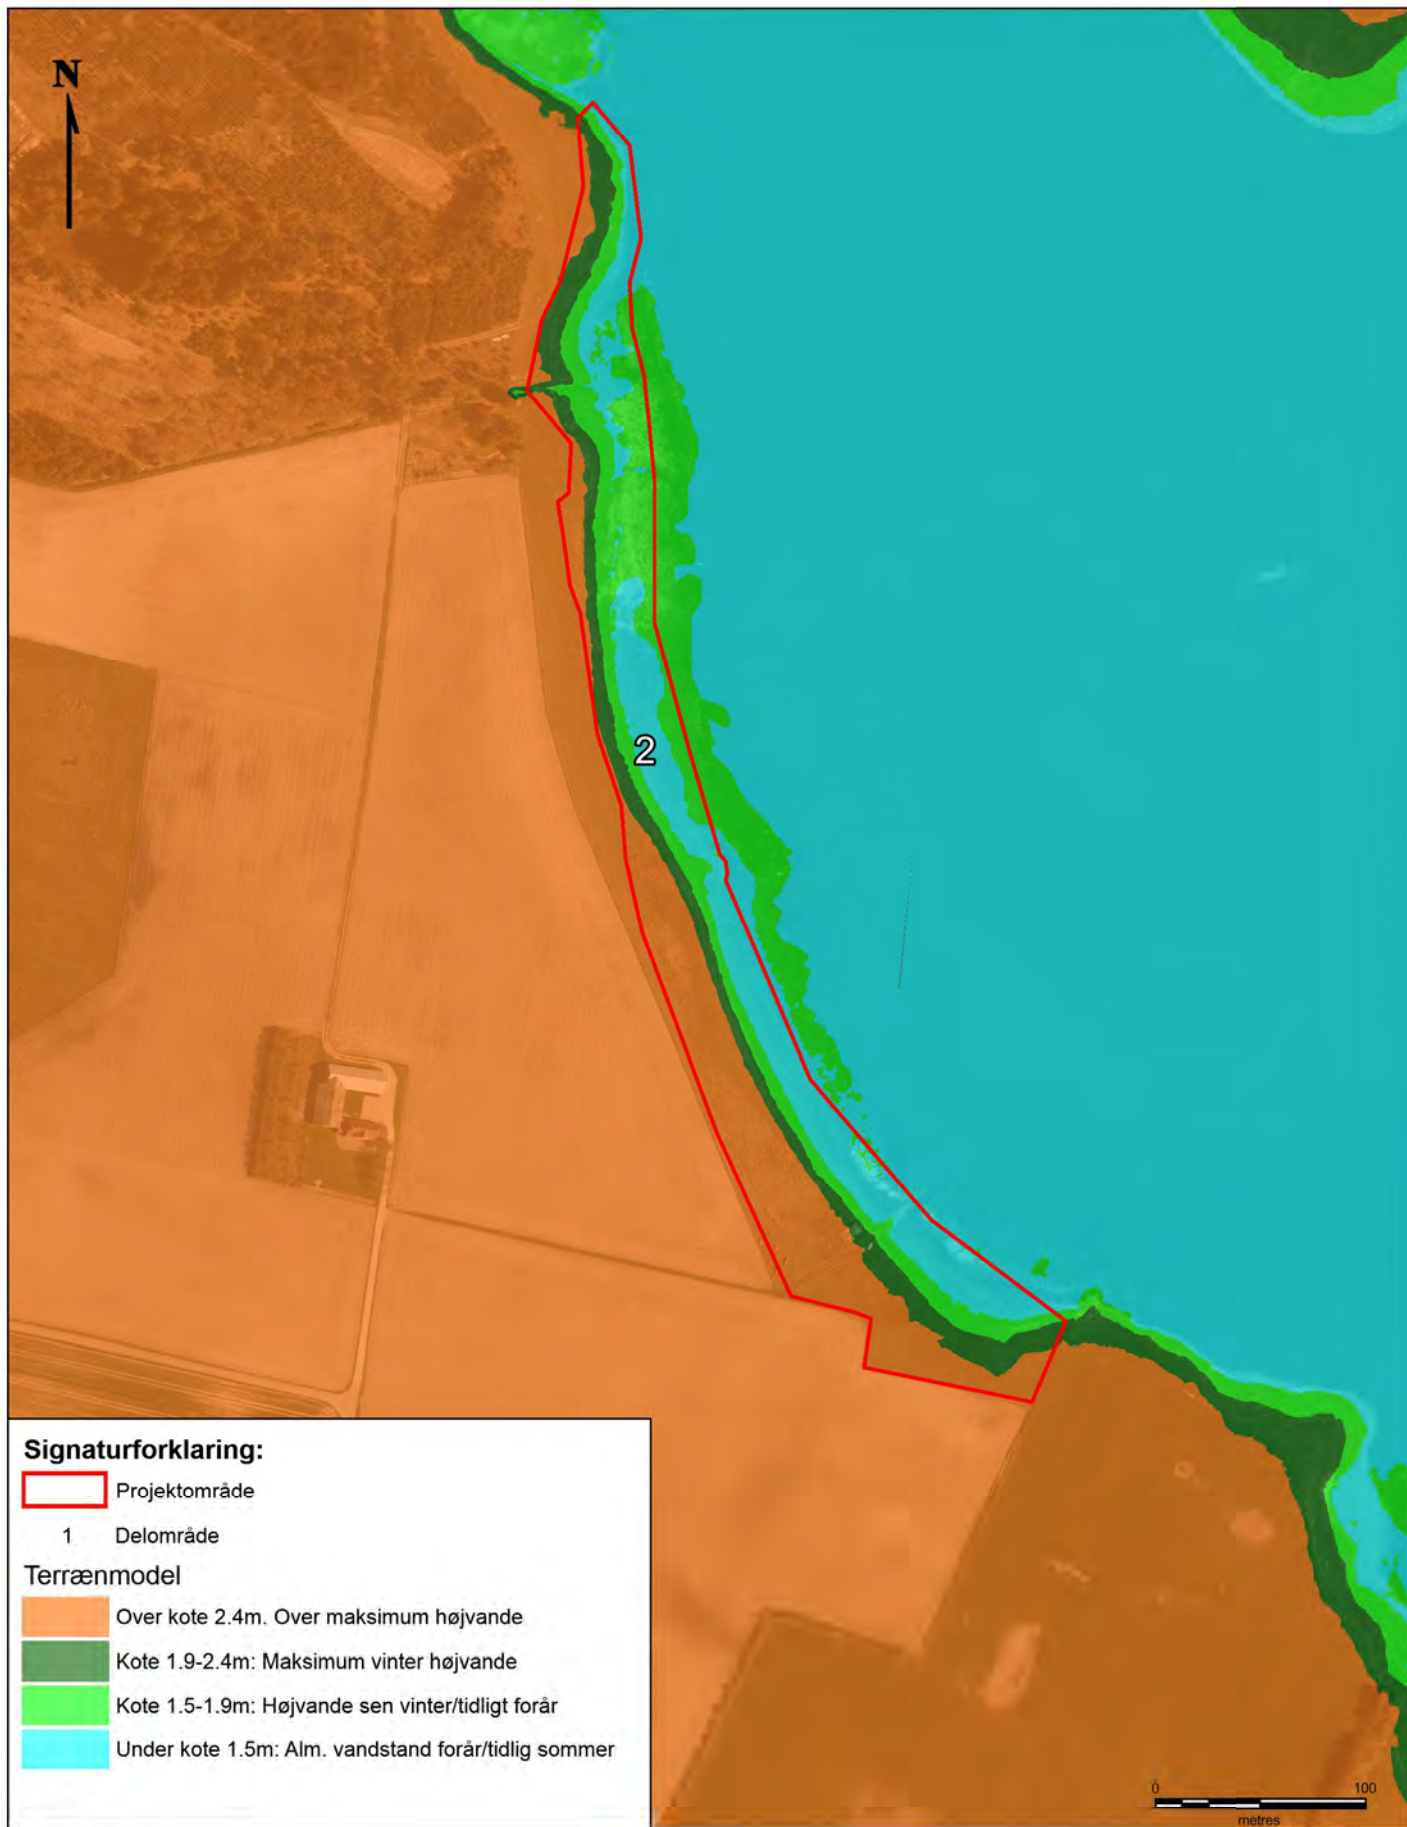 N
2
Signaturforklaring:
Projektområde
1 Delområde
Terrænmodel
Over kote 2.4m. Over maksimum højvande
Kote 1.9-2.4m: Maksimum vinter højvande
Kote 1.5-1.9m: Højvande sen vinter/tidligt forår
Under kote 1.5m: Alm. vandstand forår/tidlig sommer
0 100
metres